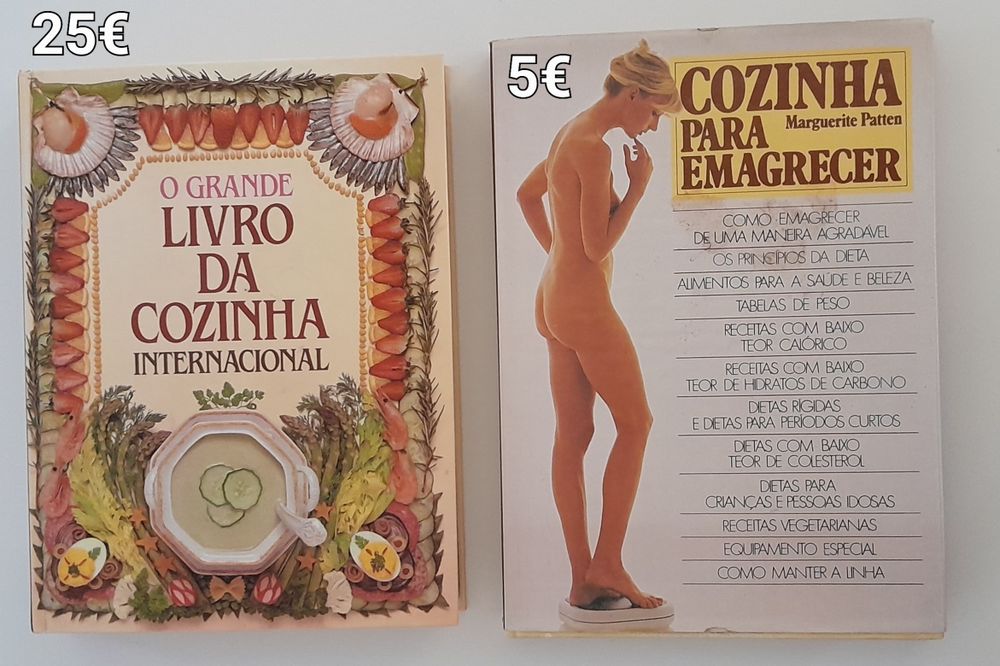 25€
O GRANDE
LIVRO
DA
COZINHA
INTERNACIONAL
5€
COZINHA
Marguerite Patten
PARA
EMAGRECER
COMO EMAGRECER
DE UMA MANEIRA AGRADÁVEL
OS PRINCÍPIOS DA DIETA
ALIMENTOS PARA A SAÚDE E BELEZA
TABELAS DE PESO
RECEITAS COM BAIXO
TEOR CALÓRICO
RECEITAS COM BAIXO
TEOR DE HIDRATOS DE CARBONO
DIETAS RÍGIDAS
E DIETAS PARA PERÍODOS CURTOS
DIETAS COM BAIXO
TEOR DE COLESTEROL
DIETAS PARA
CRIANÇAS E PESSOAS IDOSAS
RECEITAS VEGETARIANAS
EQUIPAMENTO ESPECIAL
COMO MANTER A LINHA